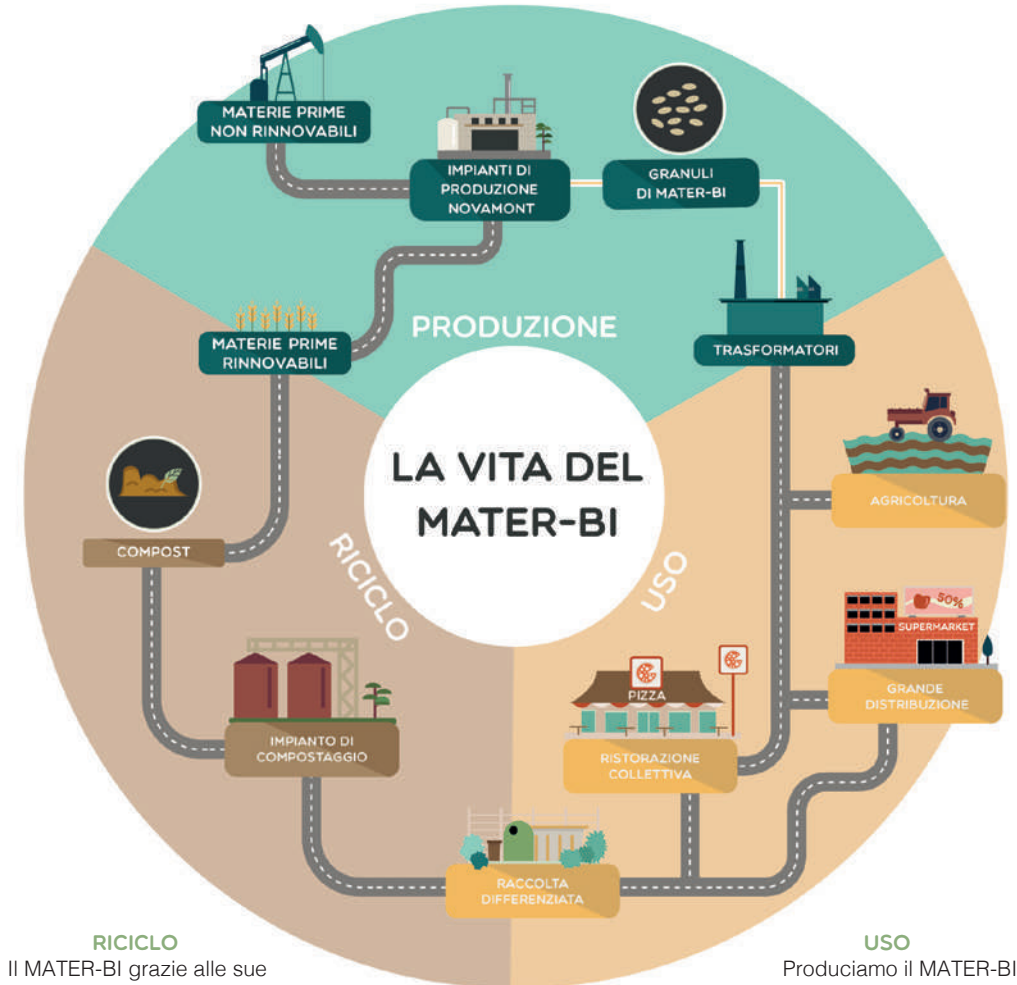 MATERIE PRIME
NON RINNOVABILI
IMPIANTI DI
PRODUZIONE
NOVAMONT
GRANULI
DI MATER-BI
PRODUZIONE
MATERIE PRIME
RINNOVABILI
TRASFORMATORI
LA VITA DEL
MATER-BI
AGRICOLTURA
COMPOST
RICICLO
USO
50%
SUPERMARKET
GRANDE
DISTRIBUZIONE
PIZZA
RISTORAZIONE
COLLETTIVA
IMPIANTO DI
COMPOSTAGGIO
RACCOLTA
DIFFERENZIATA
RICICLO
Il MATER-BI grazie alle sue
USO
Produciamo il MATER-BI